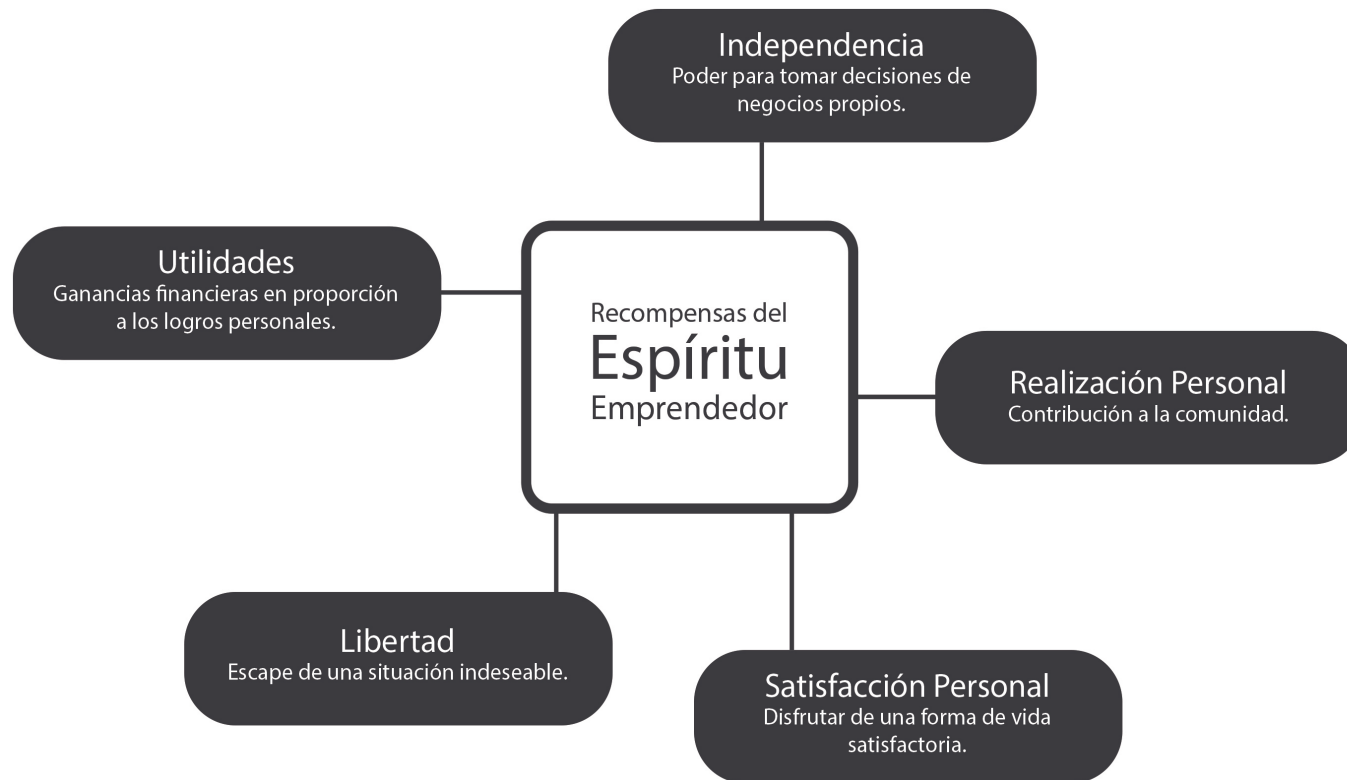 Independencia
Poder para tomar decisiones de
negocios propios.
Utilidades
Ganancias financieras en proporción
a los logros personales.
Recompensas del
Espíritu
Emprendedor
Realización Personal
Contribución a la comunidad.
Libertad
Escape de una situación indeseable.
Satisfacción Personal
Disfrutar de una forma de vida
satisfactoria.